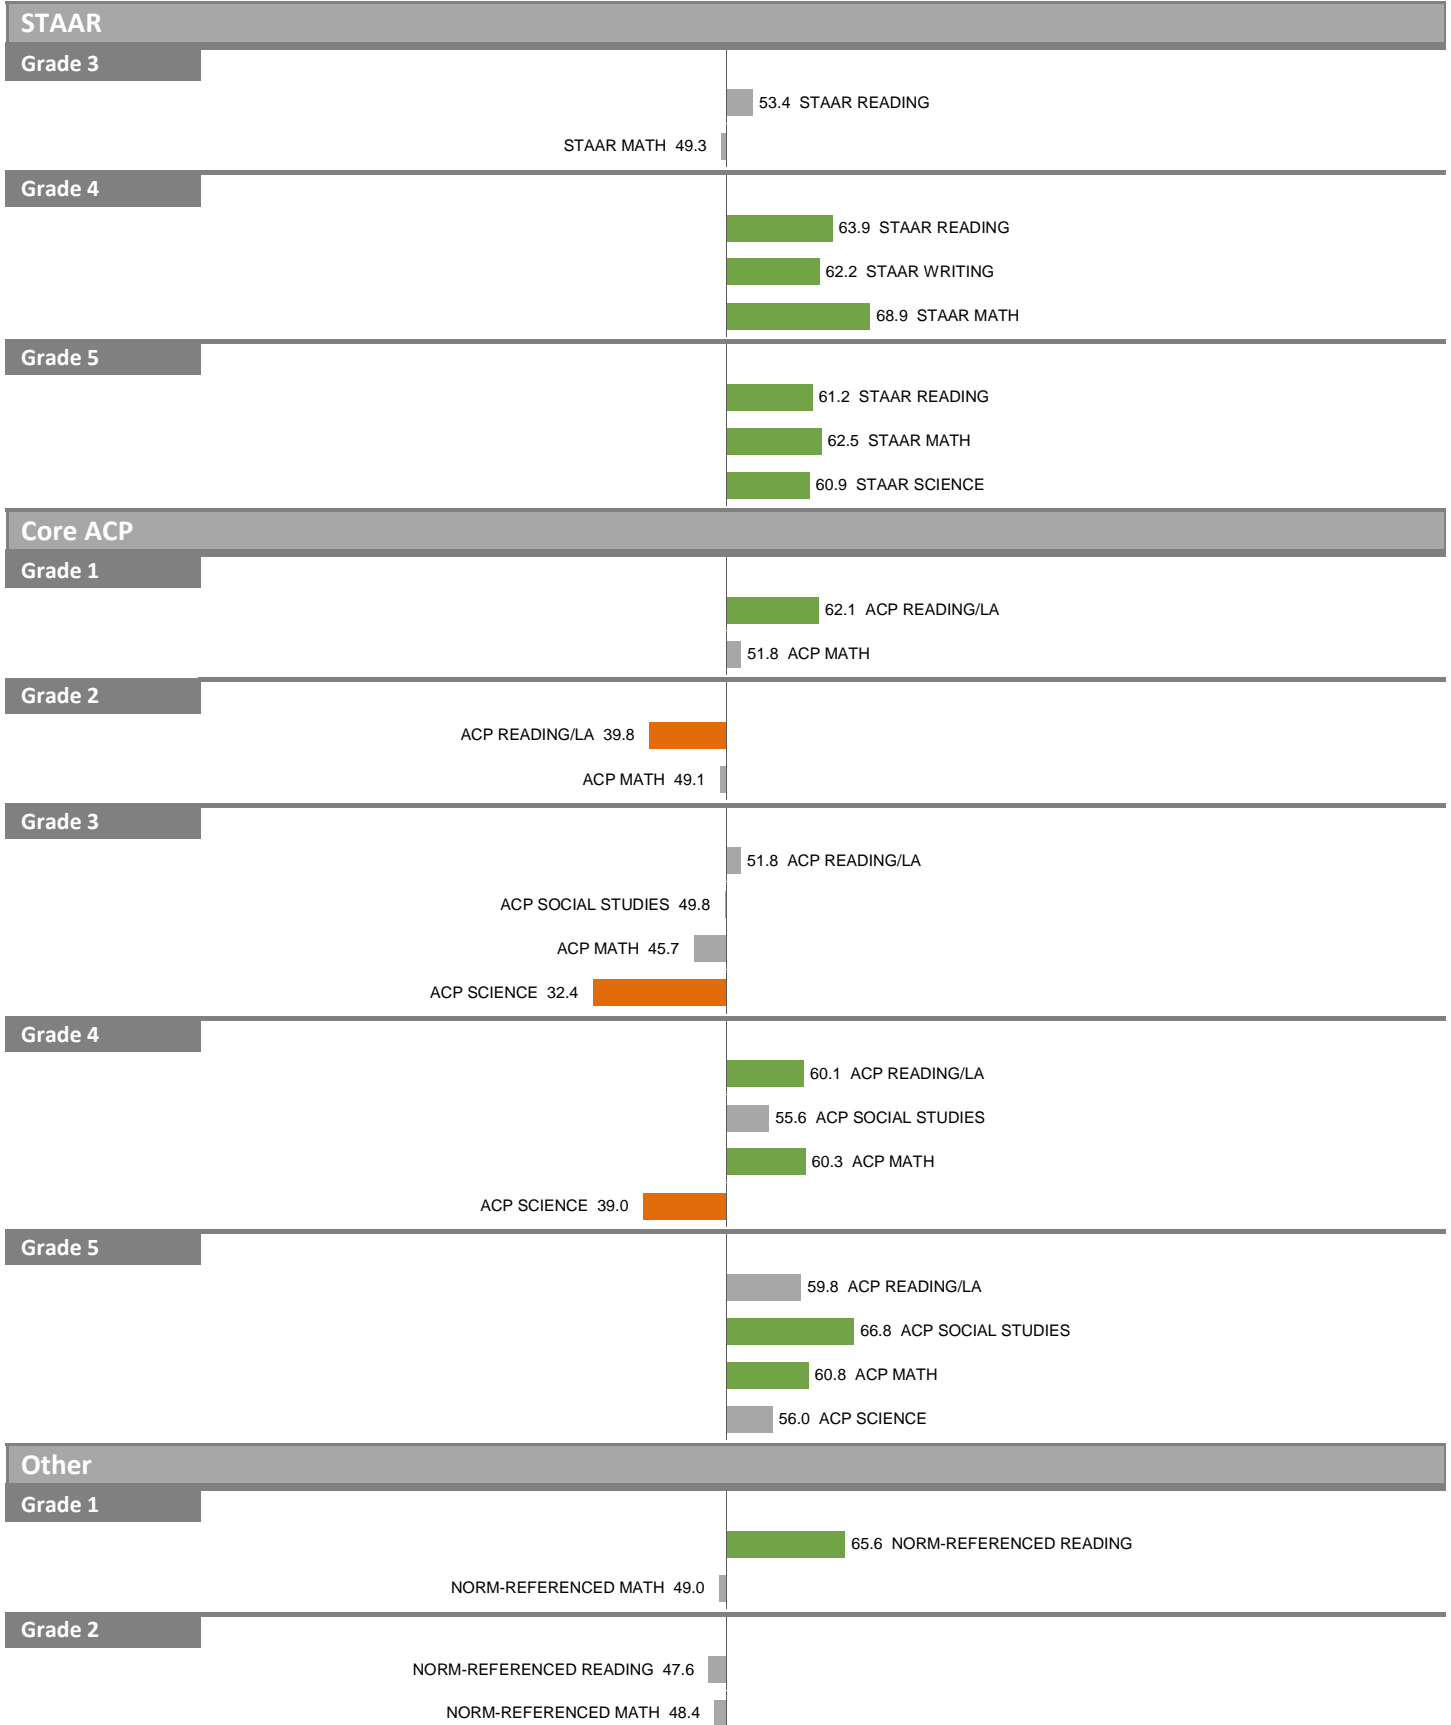 STAAR
Grade 3
53.4 STAAR READING
STAAR MATH 49.3
Grade 4
63.9 STAAR READING
62.2 STAAR WRITING
68.9 STAAR MATH
Grade 5
61.2 STAAR READING
62.5 STAAR MATH
60.9 STAAR SCIENCE
Core ACP
Grade 1
62.1 ACP READING/LA
51.8 ACP MATH
Grade 2
ACP READING/LA 39.8
ACP MATH 49.1
Grade 3
51.8 ACP READING/LA
ACP SOCIAL STUDIES 49.8
ACP MATH 45.7
ACP SCIENCE 32.4
Grade 4
60.1 ACP READING/LA
55.6 ACP SOCIAL STUDIES
60.3 ACP MATH
ACP SCIENCE 39.0
Grade 5
59.8 ACP READING/LA
66.8 ACP SOCIAL STUDIES
60.8 ACP MATH
56.0 ACP SCIENCE
Other
Grade 1
65.6 NORM-REFERENCED READING
NORM-REFERENCED MATH 49.0
Grade 2
NORM-REFERENCED READING 47.6
NORM-REFERENCED MATH 48.4